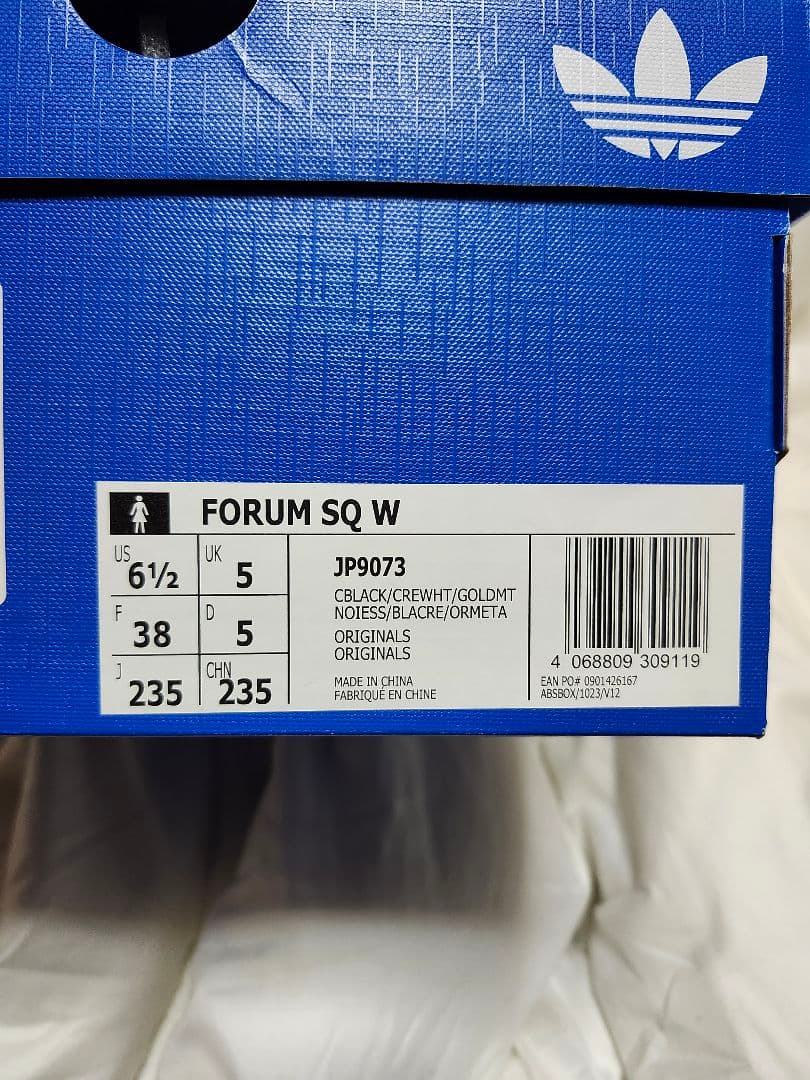 FORUM SQ W
US 6½ UK 5
F 38 D 5
J 235 CHN 235
JP9073
CBLACK/CREWHT/GOLDMT
NOIESS/BLACRE/ORMETA
ORIGINALS
ORIGINALS
MADE IN CHINA
FABRIQUÉ EN CHINE
4 068809 309119
EAN PO# 0901426167
ABSBOX/1023/V12